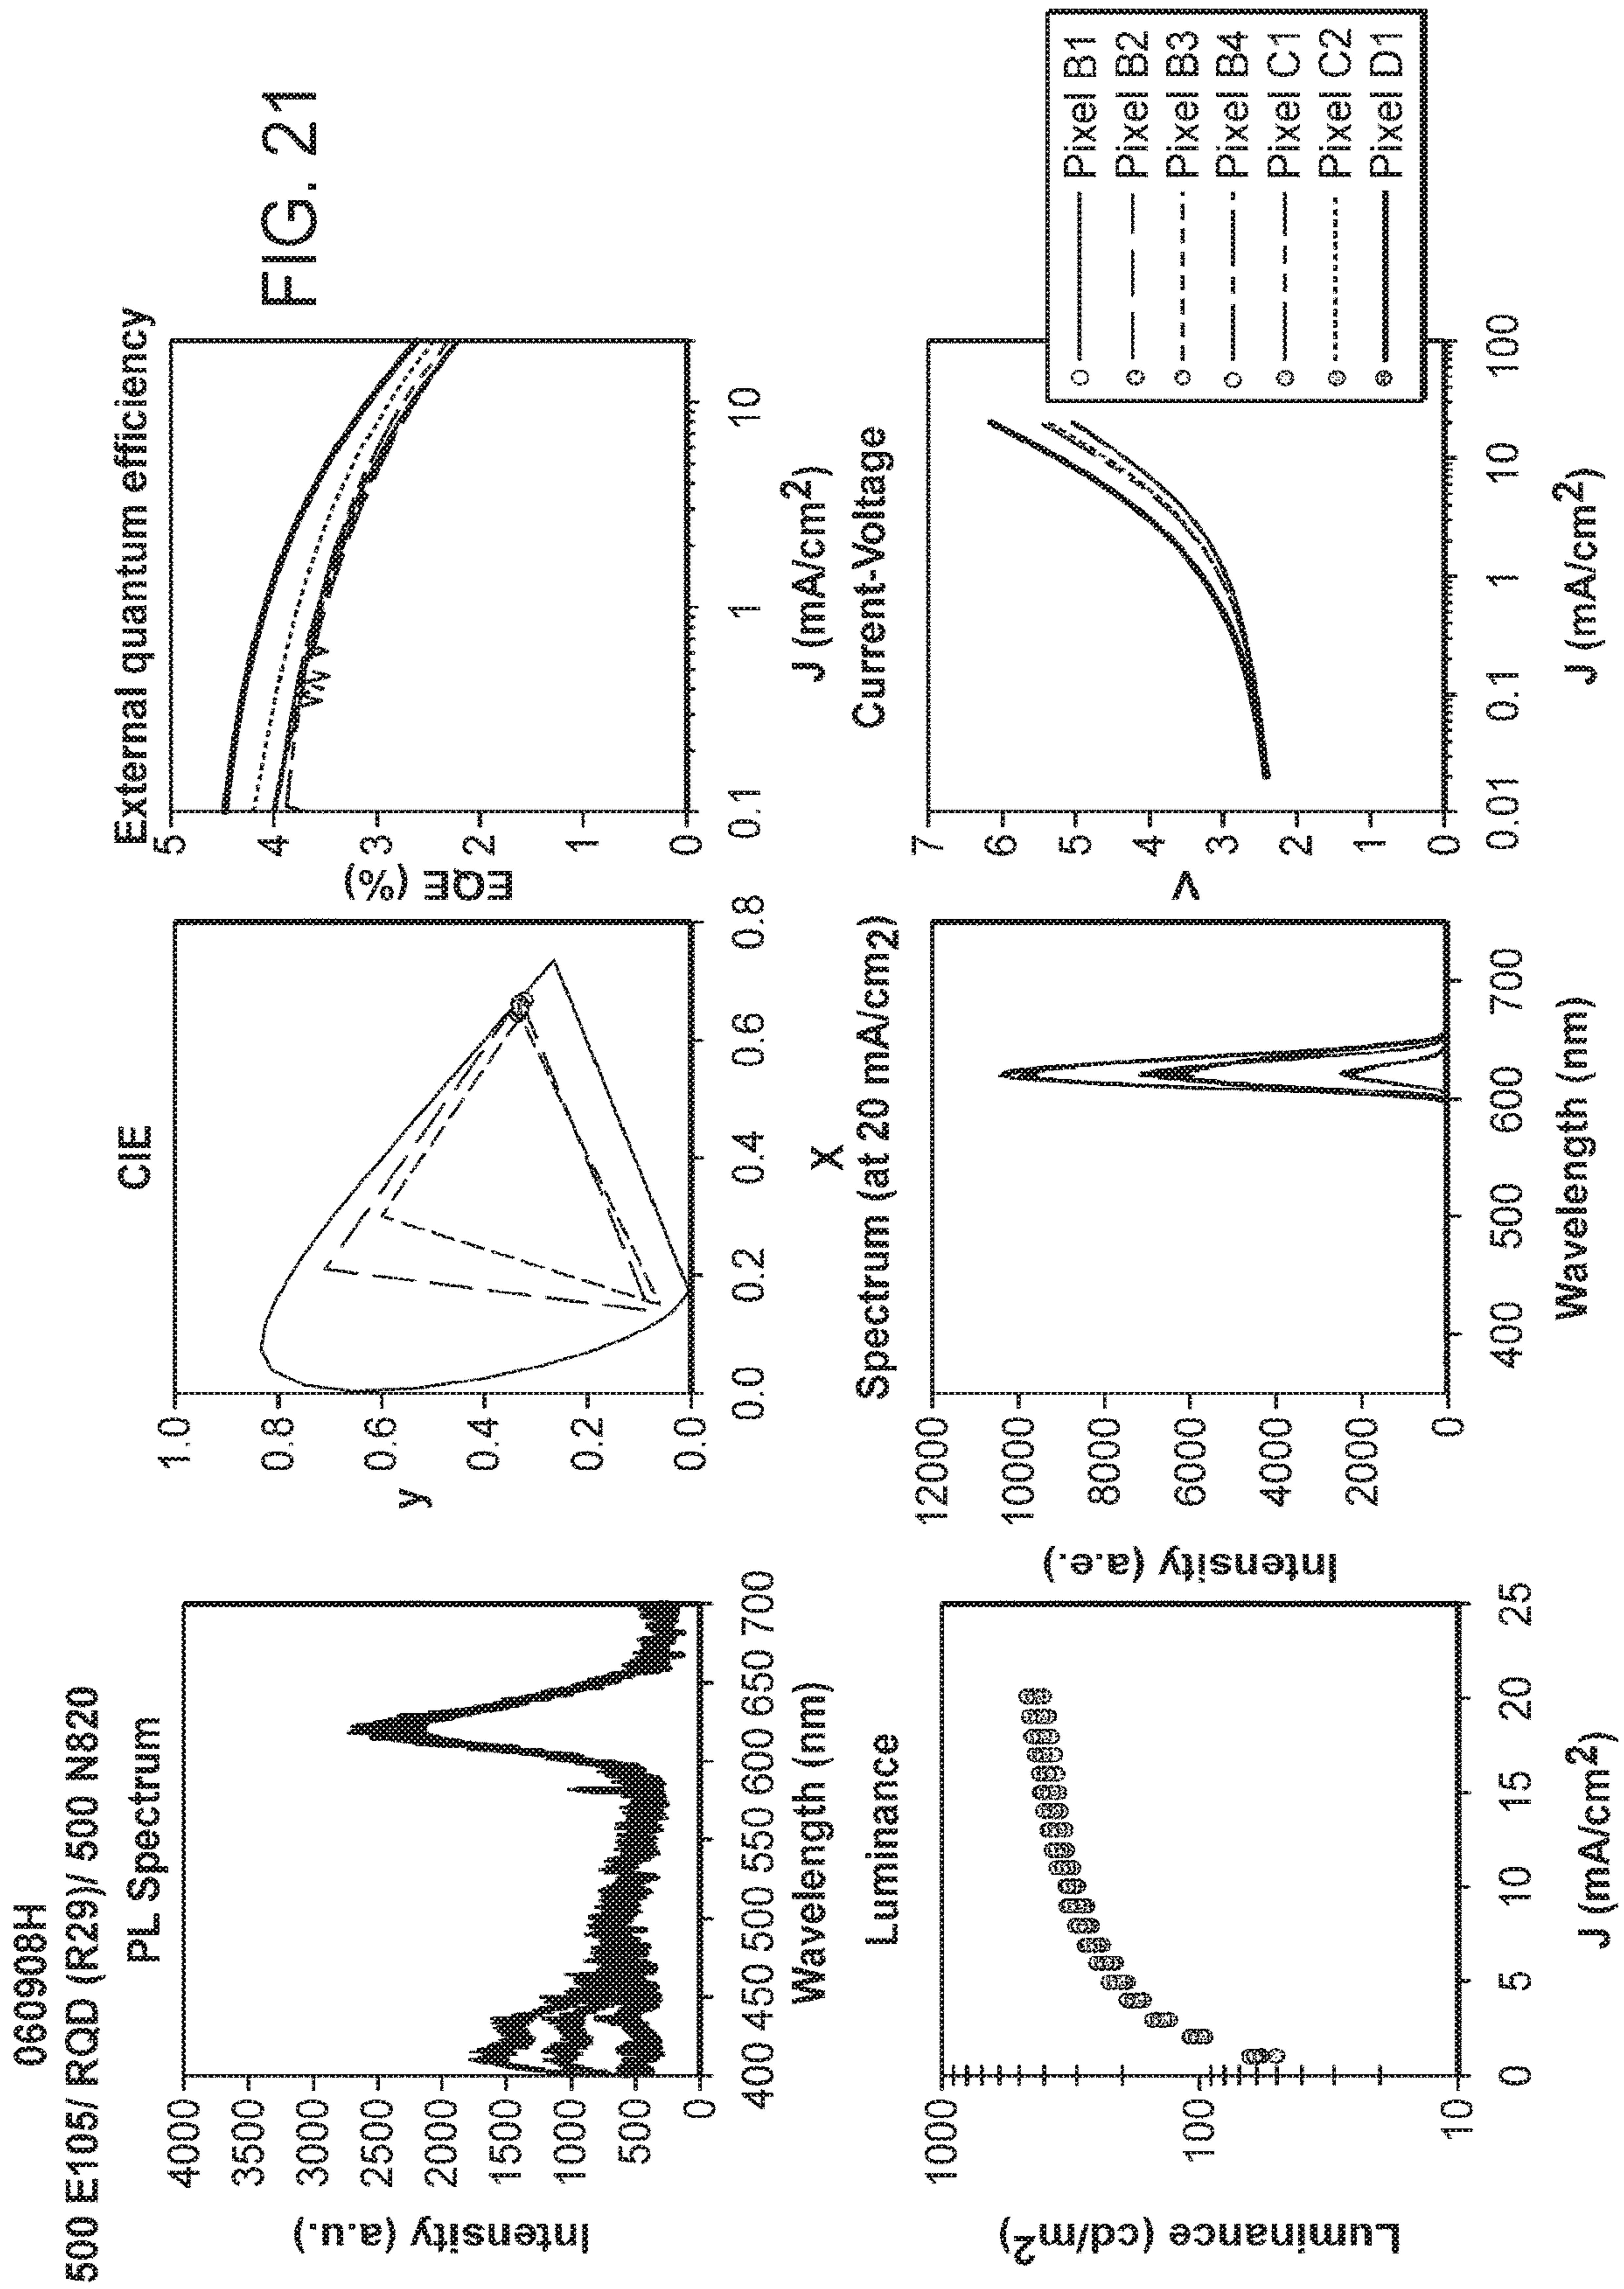 060908H
500 E105/ RQD (R29)/ 500 N820
FIG. 21
PL Spectrum
Intensity (a.u.)
4000
3500
3000
2500
2000
1500
1000
500
0
400 450 500 550 600 650 700
Wavelength (nm)
CIE
y
1.0
0.8
0.6
0.4
0.2
0.0
0.0 0.2 0.4 0.6 0.8
X
External quantum efficiency
EQE (%)
5
4
3
2
1
0
0.1 1 10
J (mA/cm2)
Luminance
Luminance (cd/m2)
1000
100
10
0 5 10 15 20 25
J (mA/cm2)
Spectrum (at 20 mA/cm2)
Intensity (a.e.)
12000
10000
8000
6000
4000
2000
0
400 500 600 700
Wavelength (nm)
Current-Voltage
V
7
6
5
4
3
2
1
0
0.01 0.1 1 10 100
J (mA/cm2)
Pixel B1
Pixel B2
Pixel B3
Pixel B4
Pixel C1
Pixel C2
Pixel D1